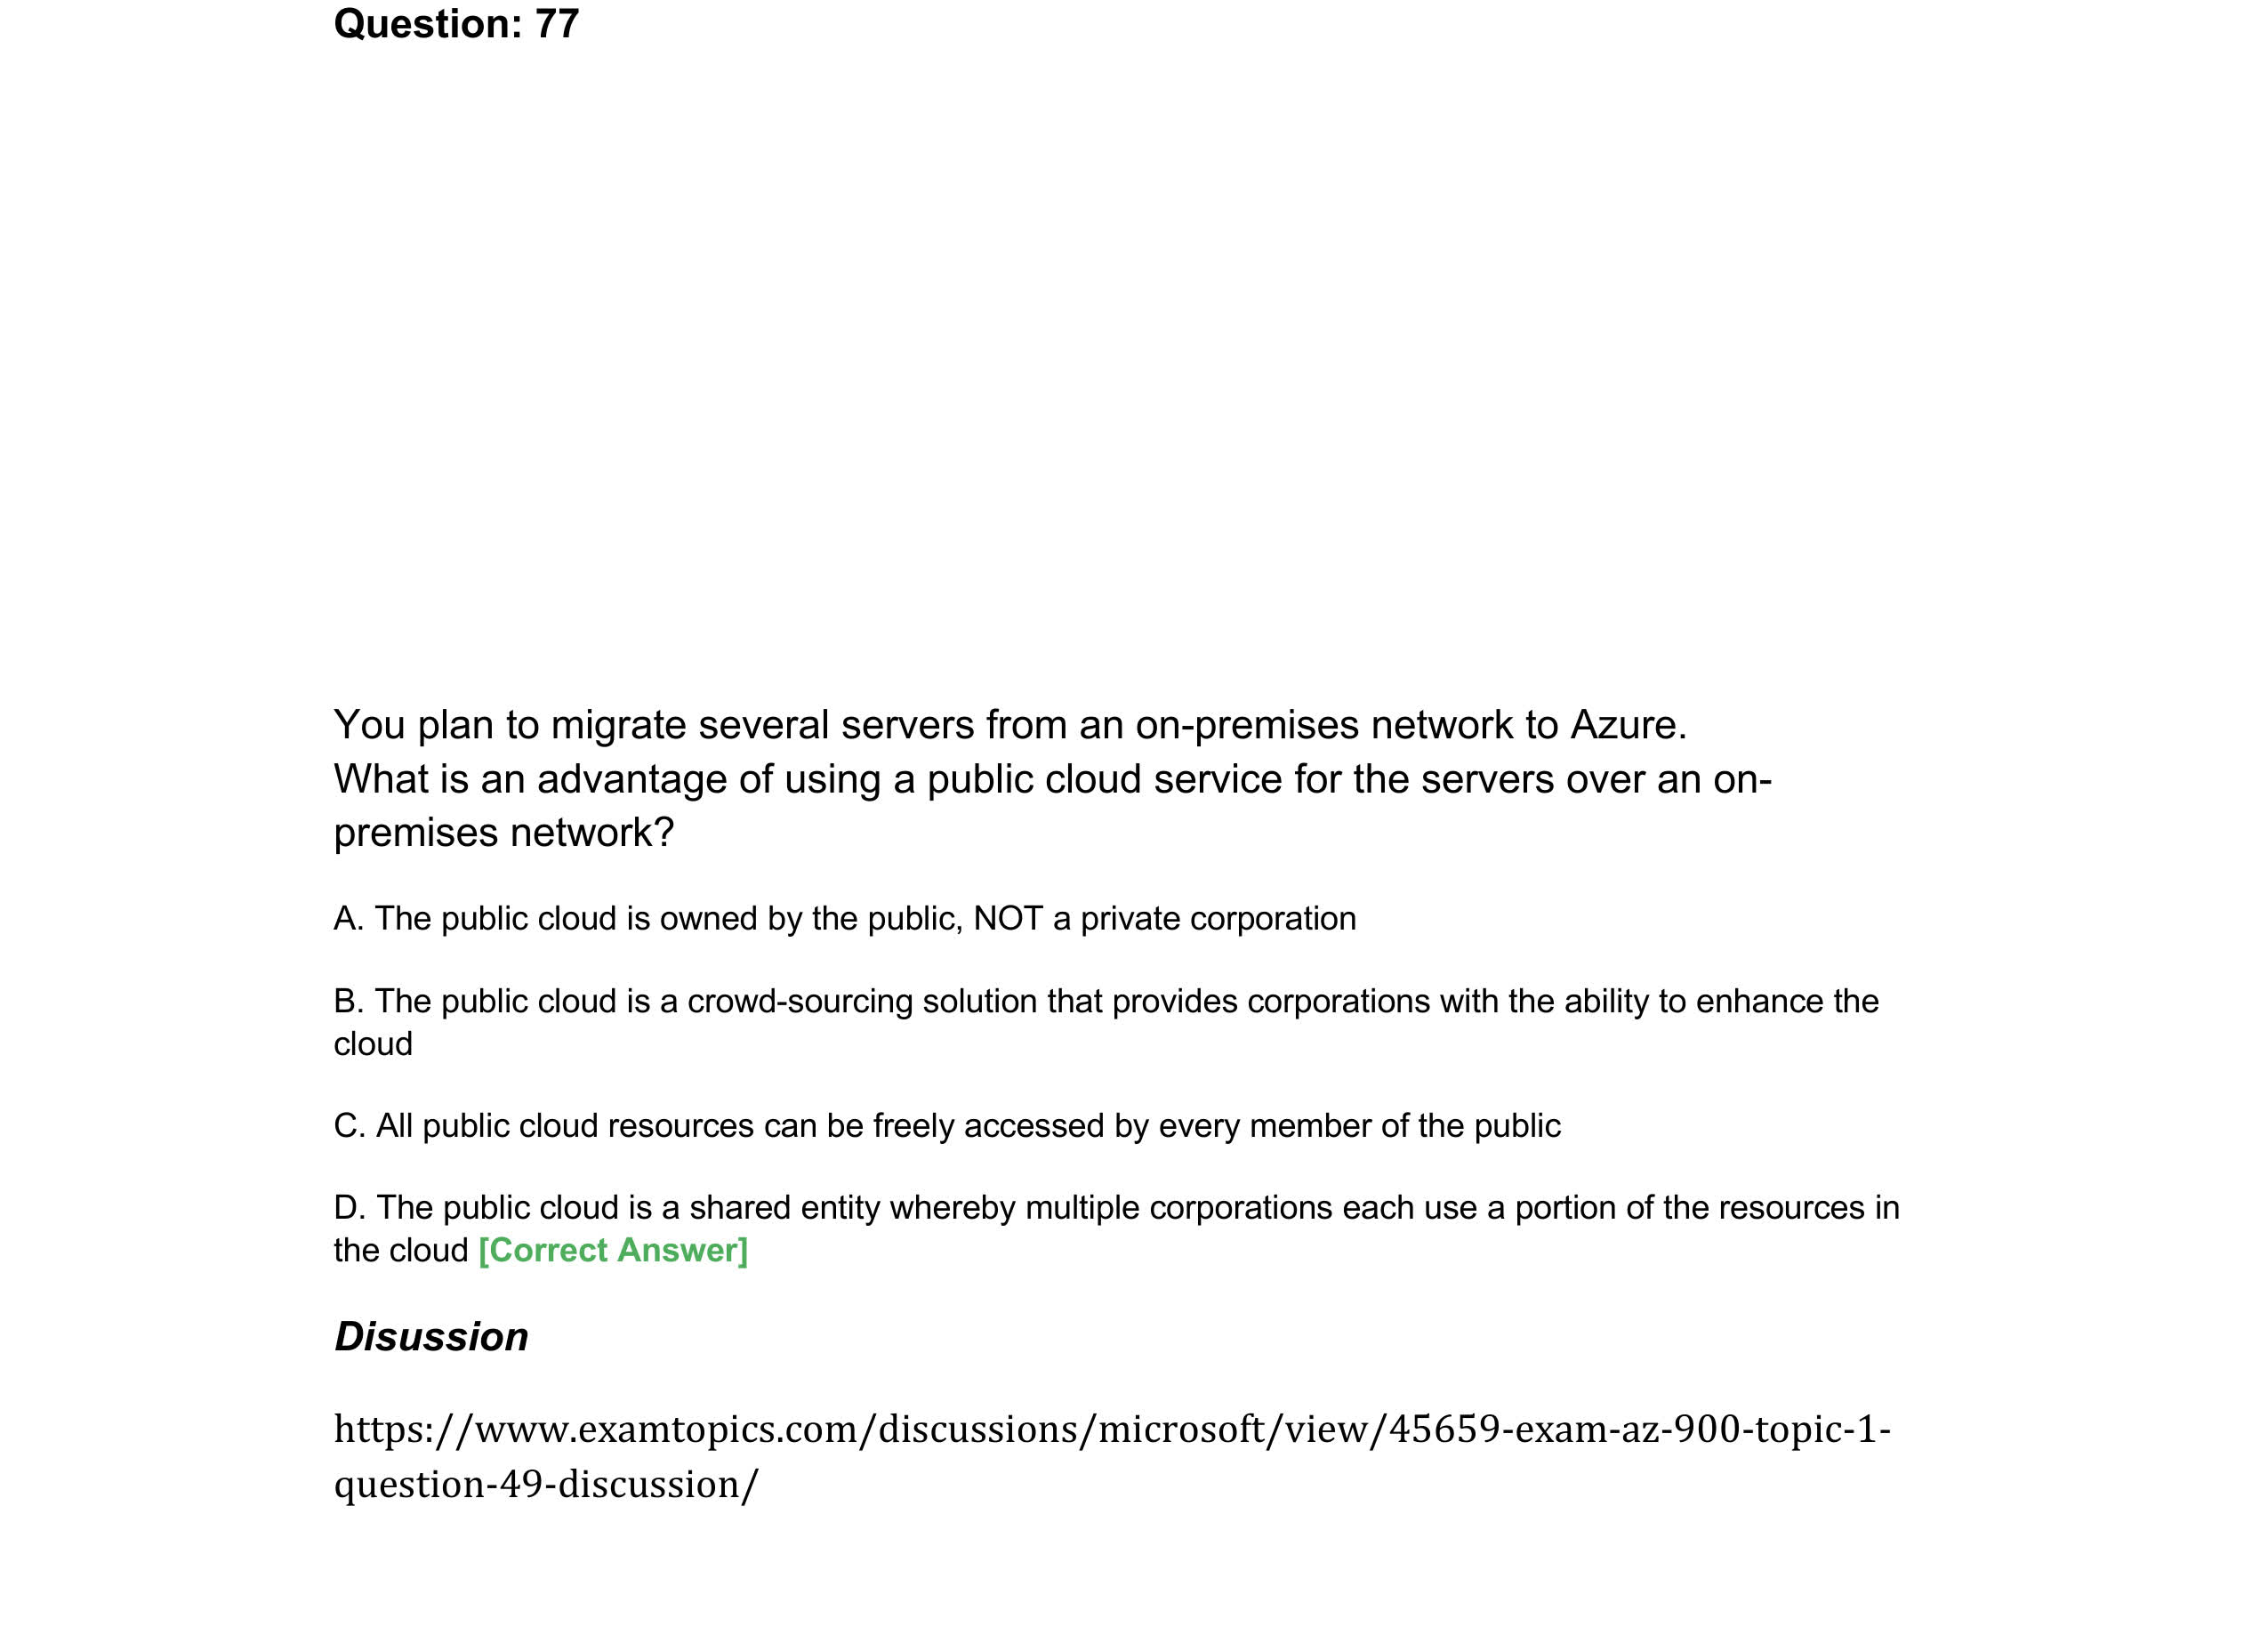 Question: 77
You plan to migrate several servers from an on-premises network to Azure.
What is an advantage of using a public cloud service for the servers over an on-
premises network?
A. The public cloud is owned by the public, NOT a private corporation
B. The public cloud is a crowd-sourcing solution that provides corporations with the ability to enhance the
cloud
C. All public cloud resources can be freely accessed by every member of the public
D. The public cloud is a shared entity whereby multiple corporations each use a portion of the resources in
the cloud [Correct Answer]
Disussion
https://www.examtopics.com/discussions/microsoft/view/45659-exam-az-900-topic-1-
question-49-discussion/